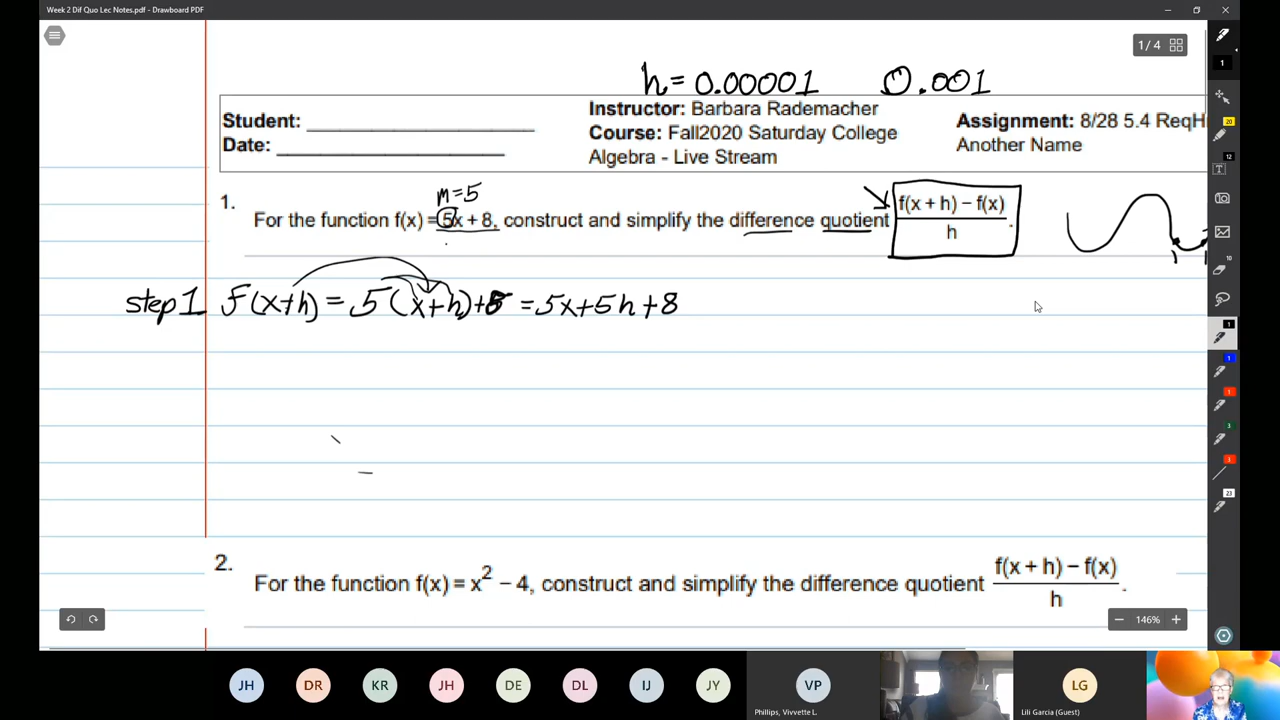 Week 2 Dif Quo Lec Notes.pdf - Drawboard PDF
1/4
h = 0.00001 0.001
Student:
Date:
Instructor: Barbara Rademacher
Course: Fall2020 Saturday College
Algebra - Live Stream
Assignment: 8/28 5.4 ReqH
Another Name
m=5
1.
For the function f(x) = 5x + 8, construct and simplify the difference quotient f(x + h) – f(x)
h
.
step 1 f(x+h) = 5(x+h)+8 = 5x+5h+8
2.
For the function f(x) = x² – 4, construct and simplify the difference quotient f(x + h) – f(x)
h
.
146%
JH DR KR JH DE DL IJ JY VP LG
Phillips, Vivvette L.
Lili Garcia (Guest)